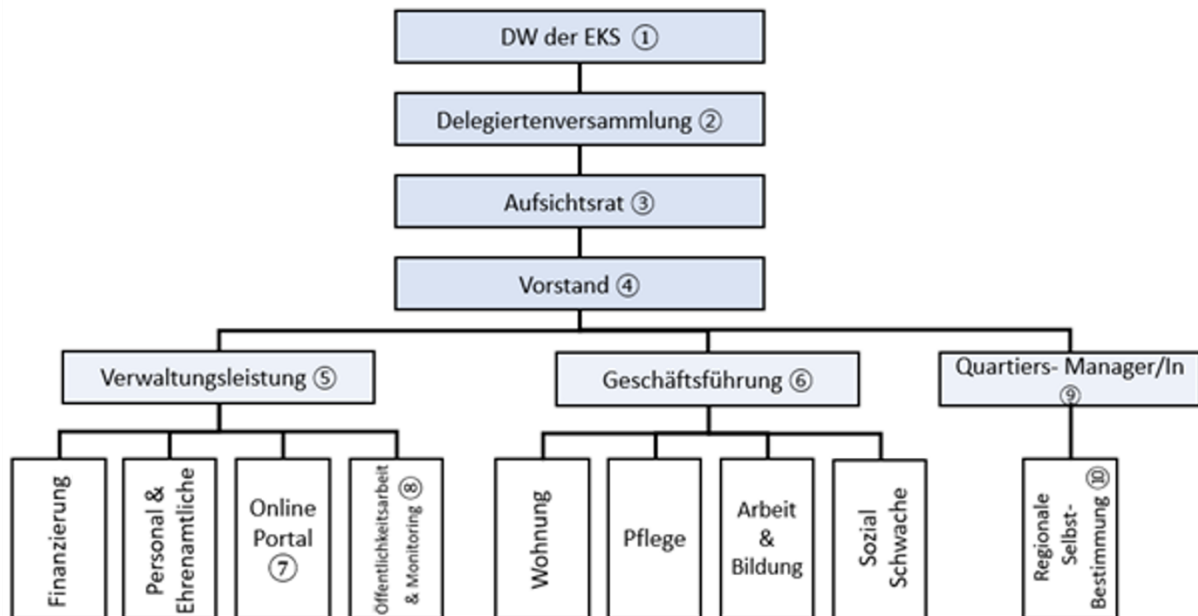 DW der EKS ①
Delegiertenversammlung ②
Aufsichtsrat ③
Vorstand ④
Verwaltungsleistung ⑤
Geschäftsführung ⑥
Quartiers- Manager/In
⑨
Finanzierung
Personal &
Ehrenamtliche
Online
Portal
⑦
Öffentlichkeitsarbeit
& Monitoring ⑧
Wohnung
Pflege
Arbeit
&
Bildung
Sozial
Schwache
Regionale
Selbst-
Bestimmung ⑩